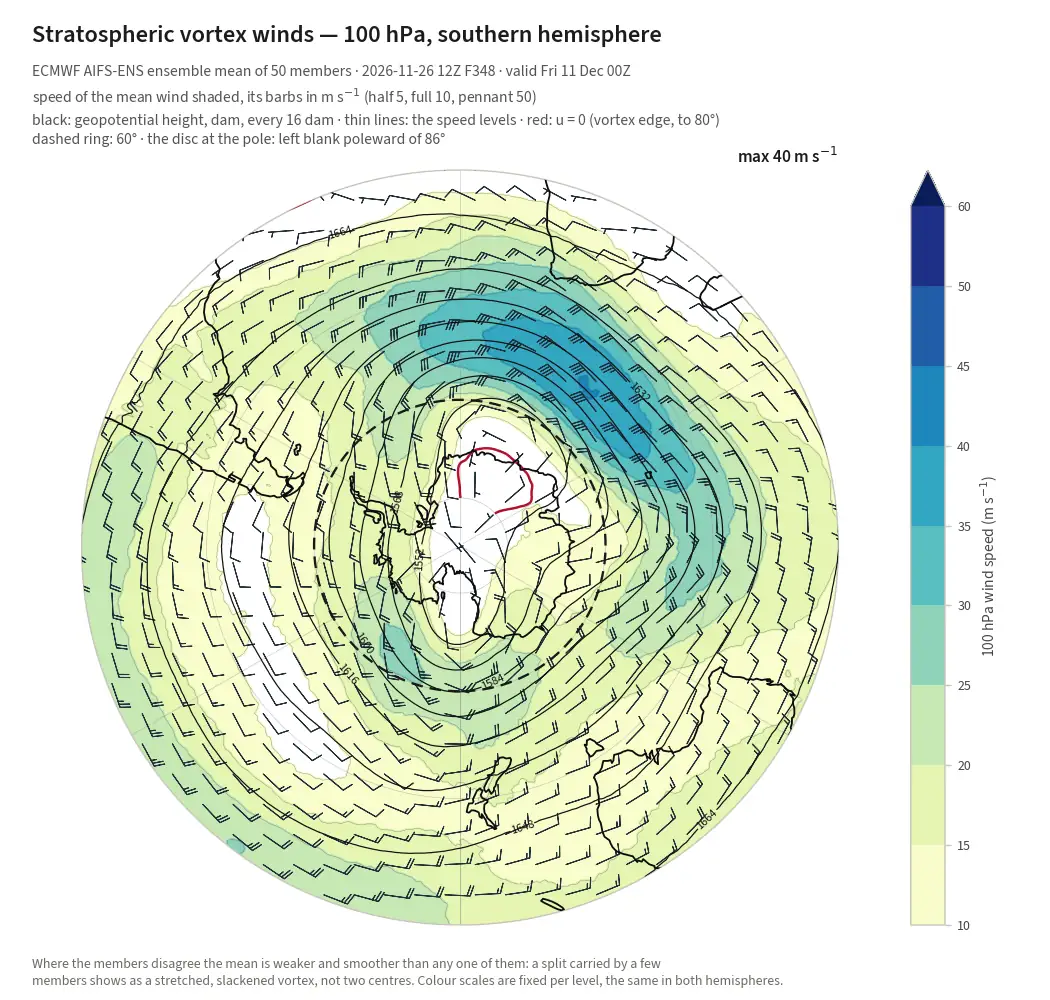 Stratospheric vortex winds — 100 hPa, southern hemisphere
ECMWF AIFS-ENS ensemble mean of 50 members · 2026-11-26 12Z F348 · valid Fri 11 Dec 00Z
speed of the mean wind shaded, its barbs in m s⁻¹ (half 5, full 10, pennant 50)
black: geopotential height, dam, every 16 dam · thin lines: the speed levels · red: u = 0 (vortex edge, to 80°)
dashed ring: 60° · the disc at the pole: left blank poleward of 86°
max 40 m s⁻¹
60
50
45
40
35
30
25
20
15
10
100 hPa wind speed (m s⁻¹)
1664
1632
1568
1552
1600
1616
1584
1648
1664
Where the members disagree the mean is weaker and smoother than any one of them: a split carried by a few
members shows as a stretched, slackened vortex, not two centres. Colour scales are fixed per level, the same in both hemispheres.